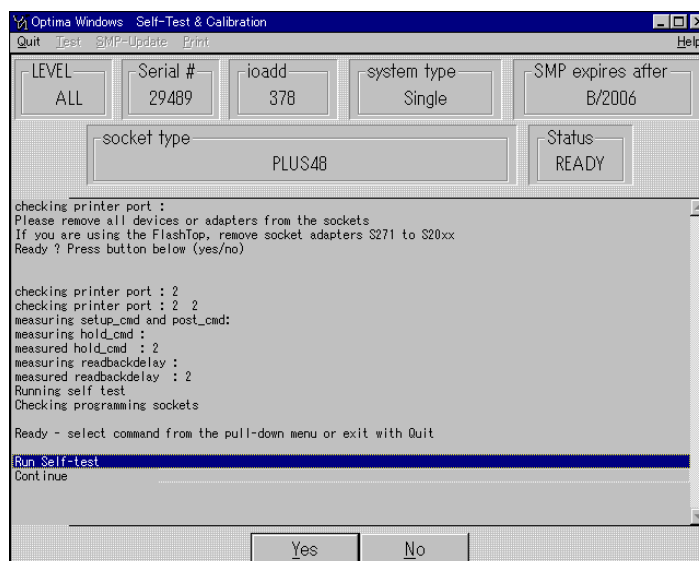 Optima Windows   Self-Test & Calibration
Quit Test SMP-Update Print Help
LEVEL Serial # ioadd system type SMP expires after
ALL 29489 378 Single B/2006
socket type Status
PLUS48 READY
checking printer port :
Please remove all devices or adapters from the sockets
If you are using the FlashTop, remove socket adapters S271 to S20xx
Ready ? Press button below (yes/no)
checking printer port : 2
checking printer port : 2  2
measuring setup_cmd and post_cmd:
measuring hold_cmd :
measured hold_cmd  : 2
measuring readbackdelay :
measured readbackdelay  : 2
Running self test
Checking programming sockets
Ready - select command from the pull-down menu or exit with Quit
Run Self-test
Continue
Yes No